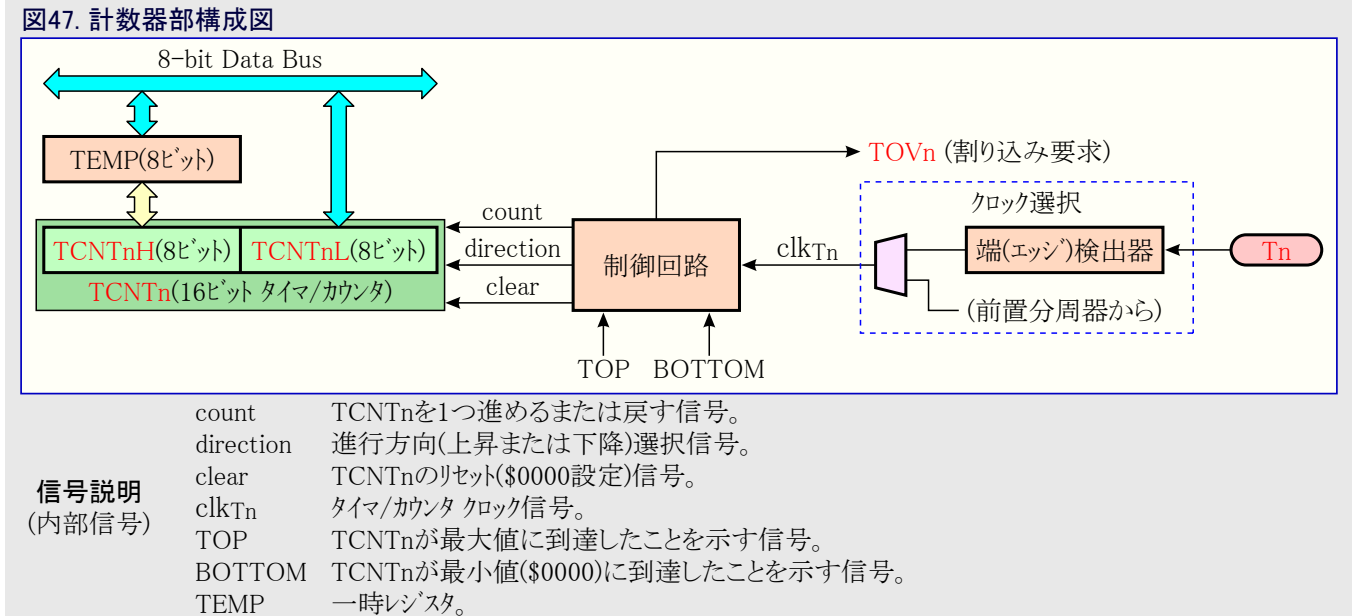 図47. 計数器部構成図
8-bit Data Bus
TEMP(8ﾋﾞｯﾄ)
TOVn (割り込み要求)
ｸﾛｯｸ選択
count
TCNTnH(8ﾋﾞｯﾄ) TCNTnL(8ﾋﾞｯﾄ)
direction
制御回路
clkTn
端(ｴｯｼﾞ)検出器
Tn
TCNTn(16ﾋﾞｯﾄ ﾀｲﾏ/ｶｳﾝﾀ)
clear
(前置分周器から)
TOP BOTTOM
信号説明
(内部信号)
count TCNTnを1つ進めるまたは戻す信号。
direction 進行方向(上昇または下降)選択信号。
clear TCNTnのﾘｾｯﾄ($0000設定)信号。
clkTn ﾀｲﾏ/ｶｳﾝﾀ ｸﾛｯｸ信号。
TOP TCNTnが最大値に到達したことを示す信号。
BOTTOM TCNTnが最小値($0000)に到達したことを示す信号。
TEMP 一時ﾚｼﾞｽﾀ。